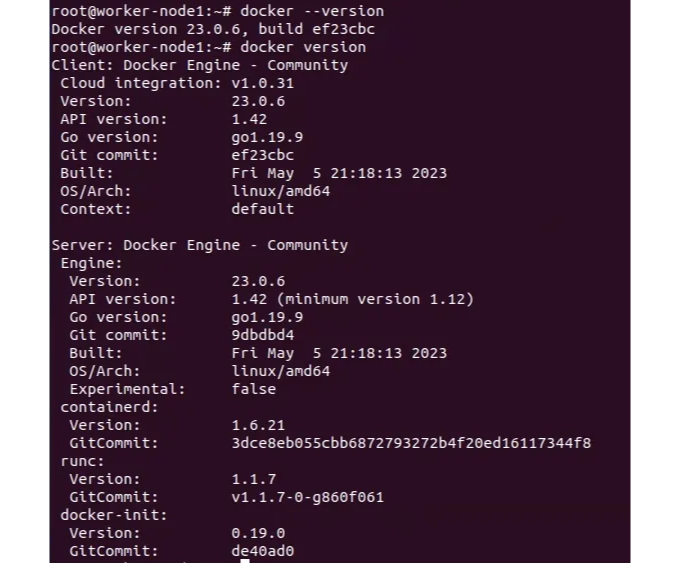 root@worker-node1:~# docker --version
Docker version 23.0.6, build ef23cbc
root@worker-node1:~# docker version
Client: Docker Engine - Community
 Cloud integration: v1.0.31
 Version:           23.0.6
 API version:       1.42
 Go version:        go1.19.9
 Git commit:        ef23cbc
 Built:             Fri May  5 21:18:13 2023
 OS/Arch:           linux/amd64
 Context:           default

Server: Docker Engine - Community
 Engine:
  Version:          23.0.6
  API version:      1.42 (minimum version 1.12)
  Go version:       go1.19.9
  Git commit:       9dbdbd4
  Built:            Fri May  5 21:18:13 2023
  OS/Arch:          linux/amd64
  Experimental:     false
 containerd:
  Version:          1.6.21
  GitCommit:        3dce8eb055cbb6872793272b4f20ed16117344f8
 runc:
  Version:          1.1.7
  GitCommit:        v1.1.7-0-g860f061
 docker-init:
  Version:          0.19.0
  GitCommit:        de40ad0